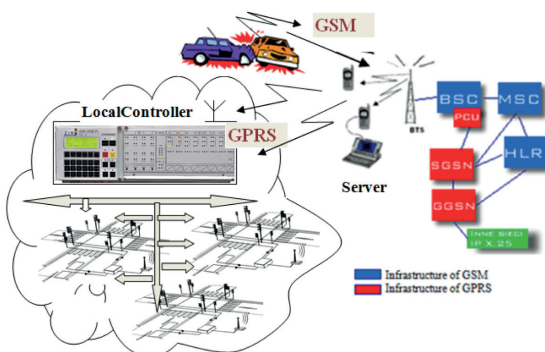 GSM
LocalController
GPRS
BTS
BSC
MSC
PCU
HLR
SGSN
GGSN
Server
INNE SIECI
IP X.25
Infrastructure of GSM
Infrastructure of GPRS